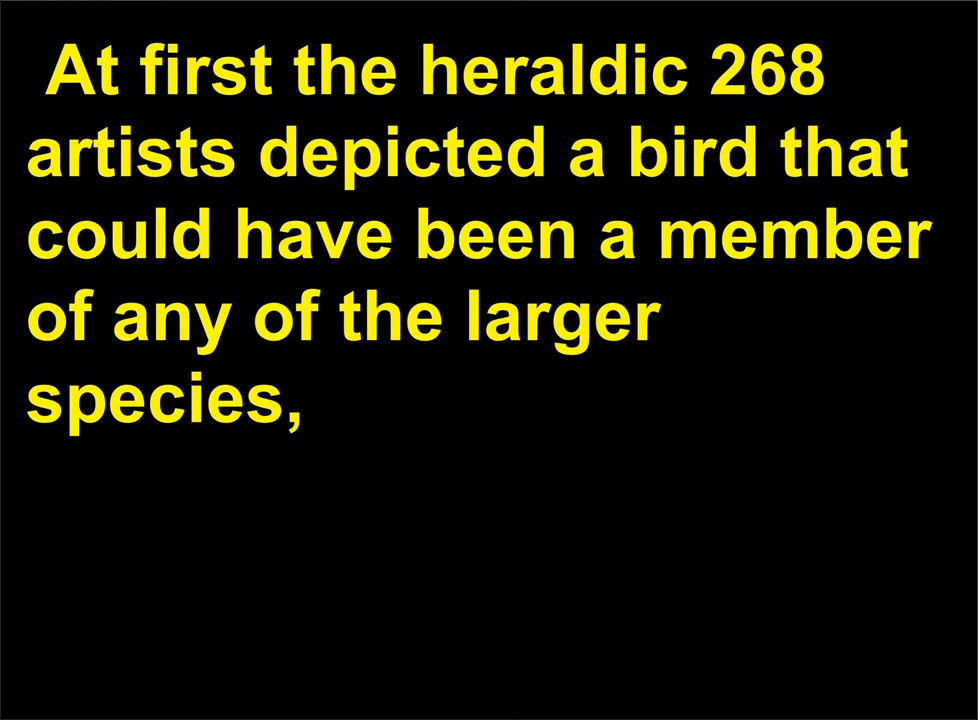 At first the heraldic 268
artists depicted a bird that
could have been a member
of any of the larger
species,